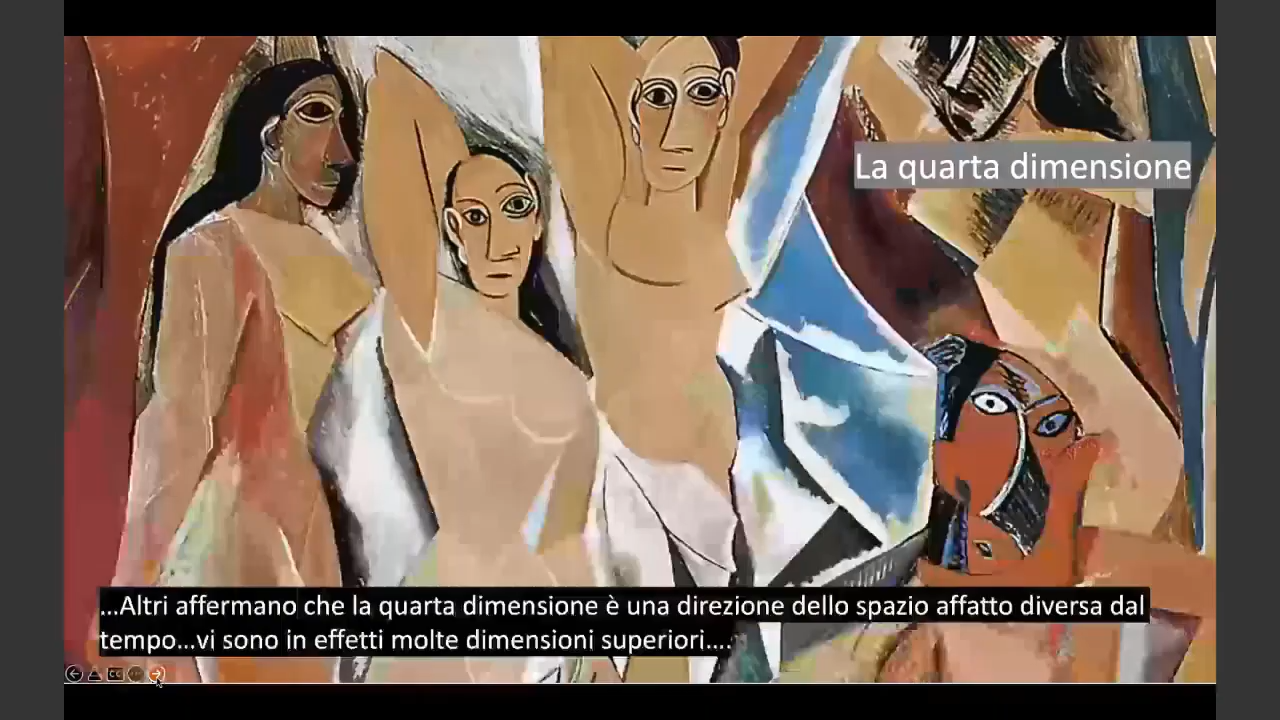 La quarta dimensione
...Altri affermano che la quarta dimensione è una direzione dello spazio affatto diversa dal
tempo...vi sono in effetti molte dimensioni superiori....